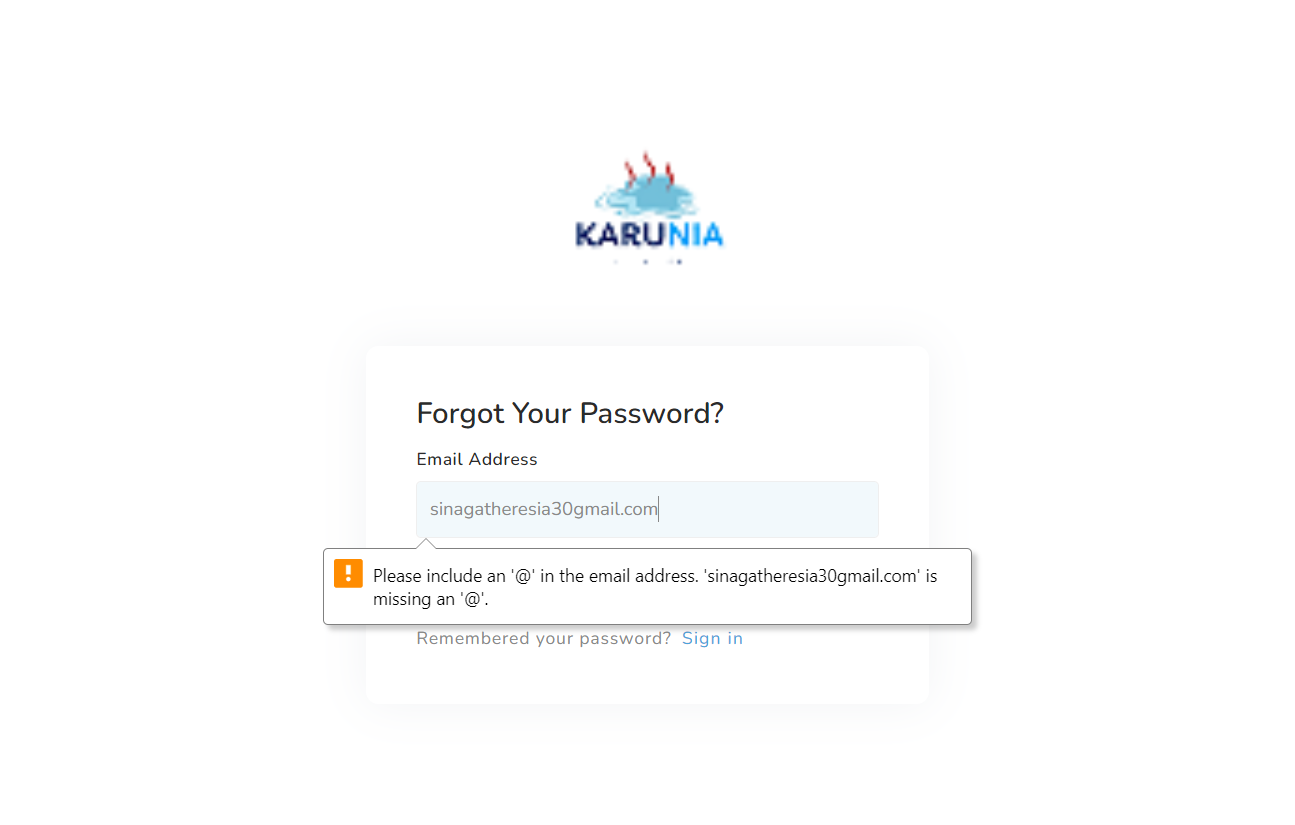 KARUNIA
Forgot Your Password?
Email Address
sinagatheresia30gmail.com
Please include an '@' in the email address. 'sinagatheresia30gmail.com' is
missing an '@'.
Remembered your password? Sign in